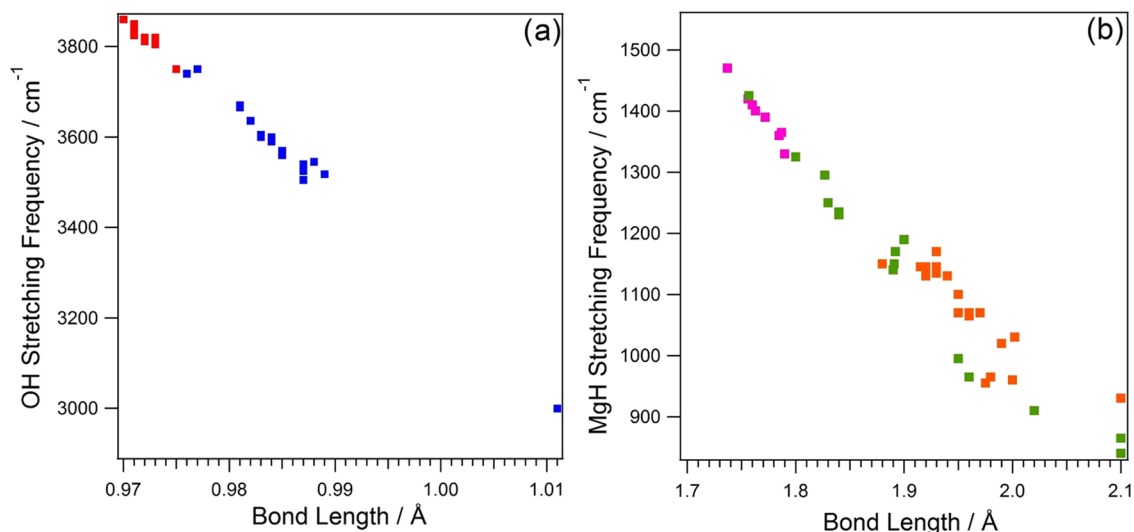 (a)
OH Stretching Frequency / cm⁻¹
3800
3600
3400
3200
3000
0.97 0.98 0.99 1.00 1.01
Bond Length / Å
(b)
MgH Stretching Frequency / cm⁻¹
1500
1400
1300
1200
1100
1000
900
1.7 1.8 1.9 2.0 2.1
Bond Length / Å